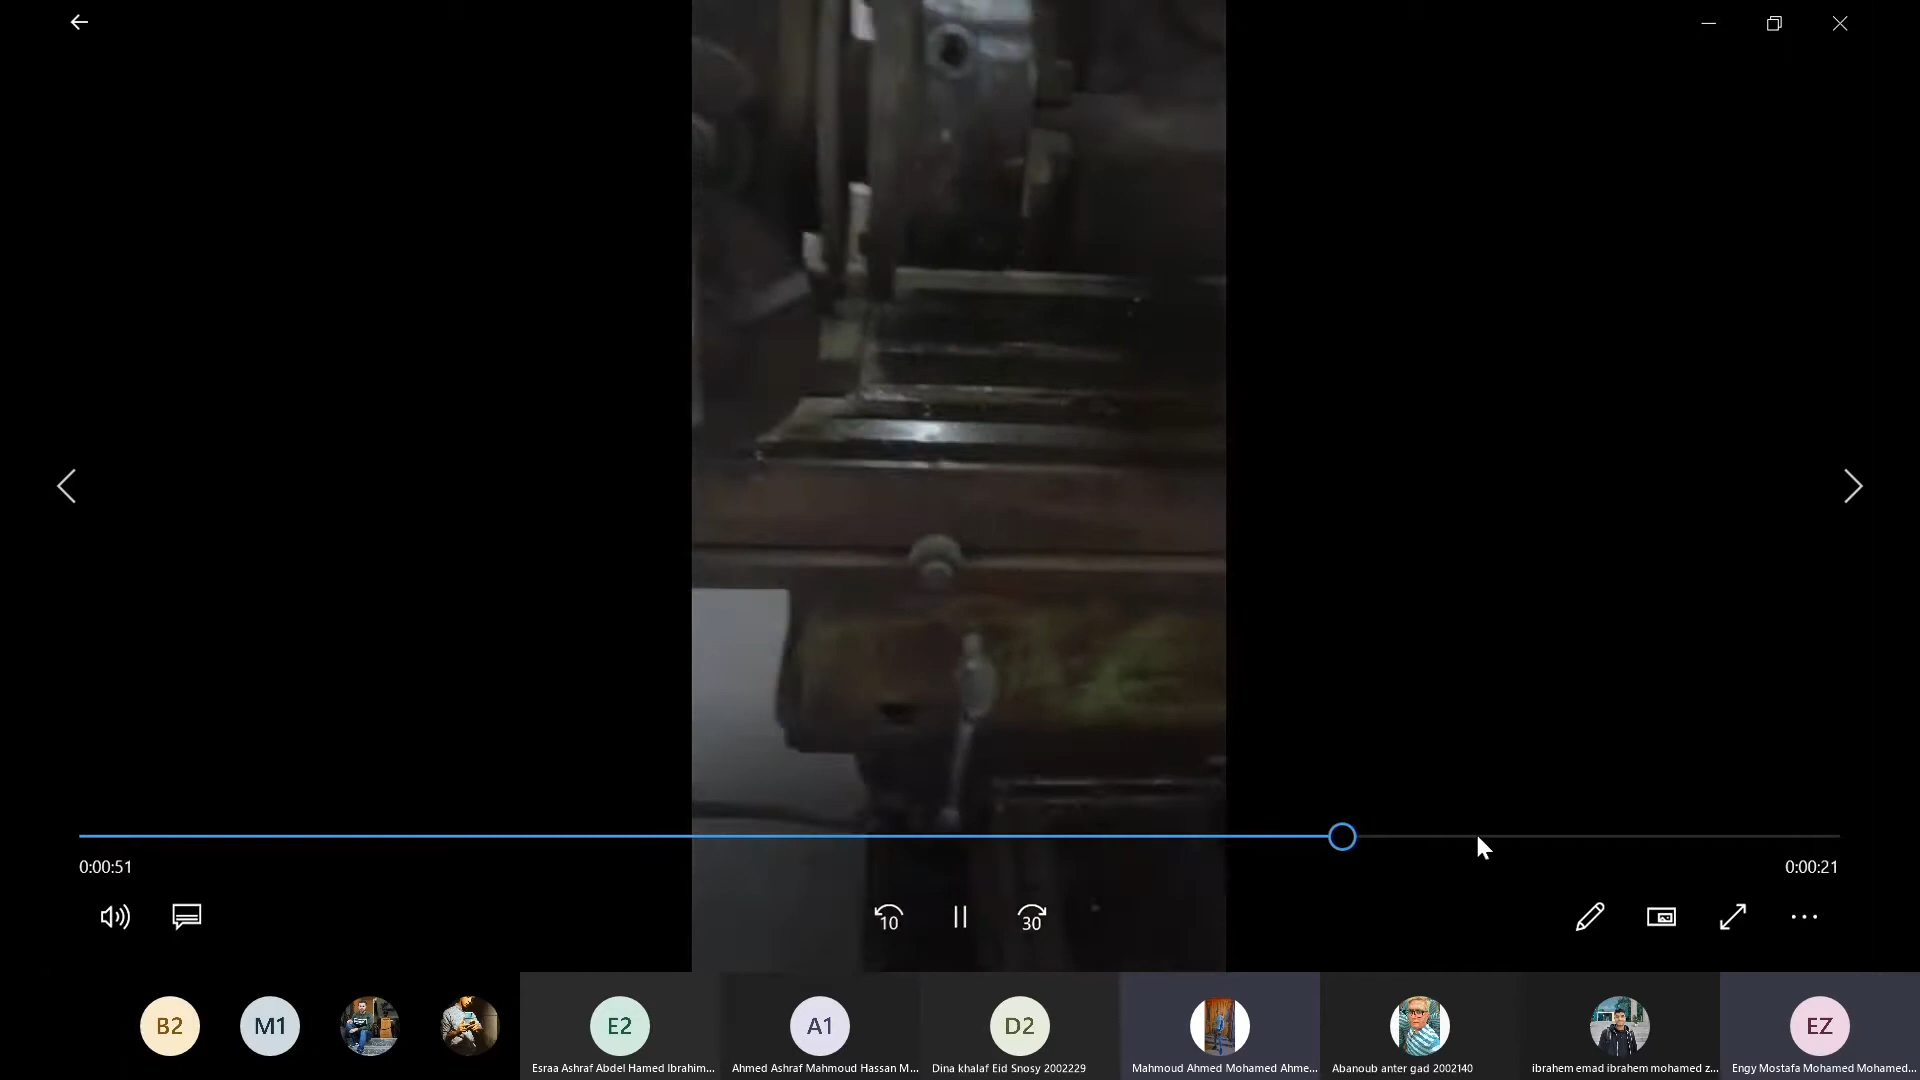 0:00:51
0:00:21
10
30
B2
M1
E2
A1
D2
EZ
Esraa Ashraf Abdel Hamed Ibrahim...
Ahmed Ashraf Mahmoud Hassan M...
Dina khalaf Eid Snosy 2002229
Mahmoud Ahmed Mohamed Ahme...
Abanoub anter gad 2002140
ibrahem emad ibrahem mohamed z...
Engy Mostafa Mohamed Mohamed...